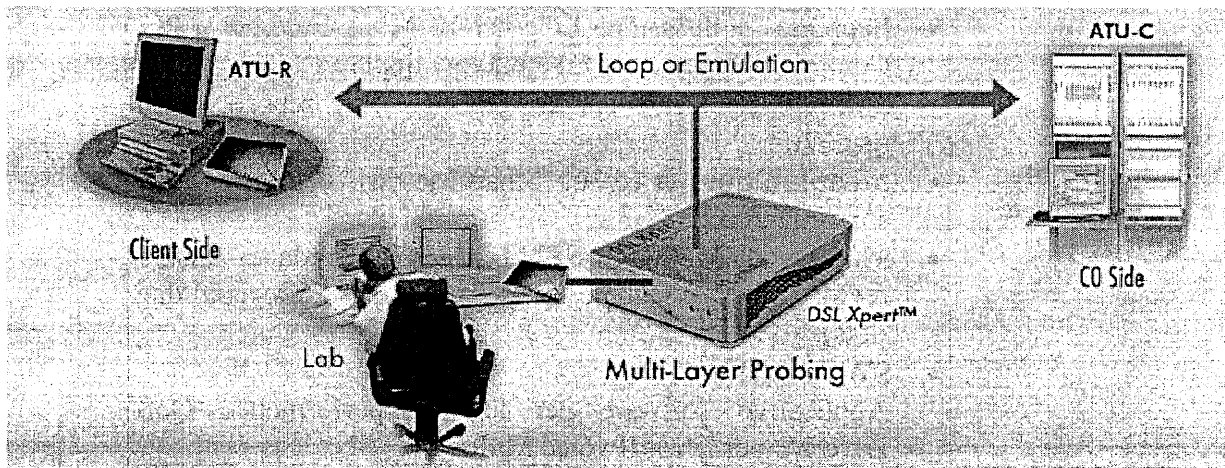 ATU-C
ATU-R
Loop or Emulation
Client Side
CO Side
DSL Xpert™
Lab
Multi-Layer Probing